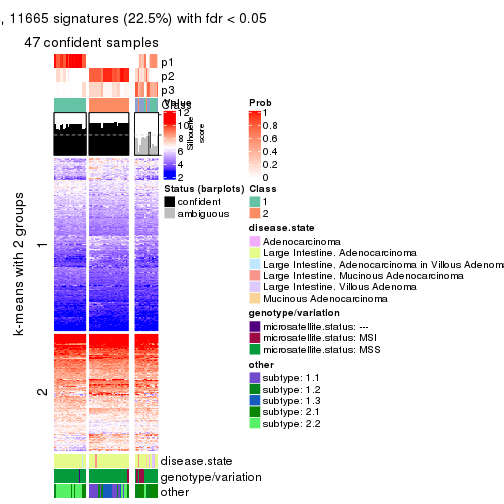 , 11665 signatures (22.5%) with fdr < 0.05
47 confident samples
p1
p2
p3
Class
Value
12
10
8
6
4
2
Silhouette
score
Prob
1
0.8
0.6
0.4
0.2
0
Status (barplots)
confident
ambiguous
Class
1
2
disease.state
Adenocarcinoma
Large Intestine. Adenocarcinoma
Large Intestine. Adenocarcinoma in Villous Adenom
Large Intestine. Mucinous Adenocarcinoma
Large Intestine. Villous Adenoma
Mucinous Adenocarcinoma
genotype/variation
microsatellite.status: ---
microsatellite.status: MSI
microsatellite.status: MSS
other
subtype: 1.1
subtype: 1.2
subtype: 1.3
subtype: 2.1
subtype: 2.2
k-means with 2 groups
1
2
disease.state
genotype/variation
other